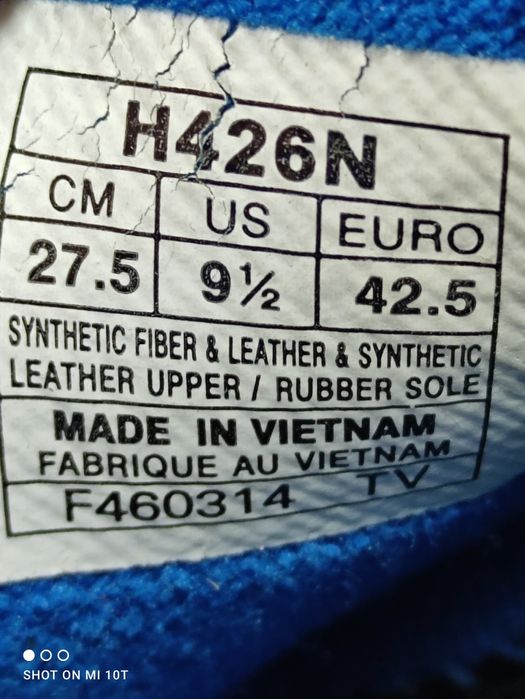 H426N
CM US EURO
27.5 9½ 42.5
SYNTHETIC FIBER & LEATHER & SYNTHETIC
LEATHER UPPER / RUBBER SOLE
MADE IN VIETNAM
FABRIQUE AU VIETNAM
F460314 TV
SHOT ON MI 10T